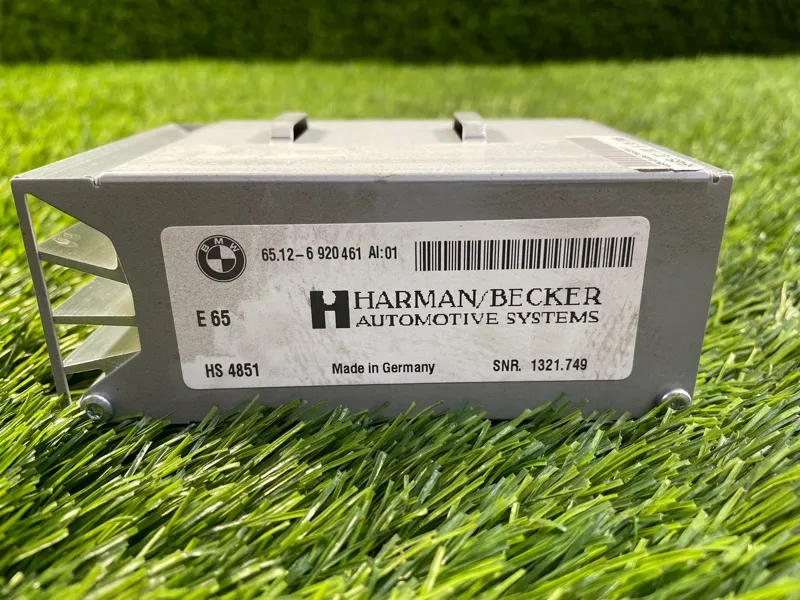 BMW
65.12-6 920 461 AI:01
E 65
HARMAN/BECKER
AUTOMOTIVE SYSTEMS
HS 4851 Made in Germany SNR. 1321.749